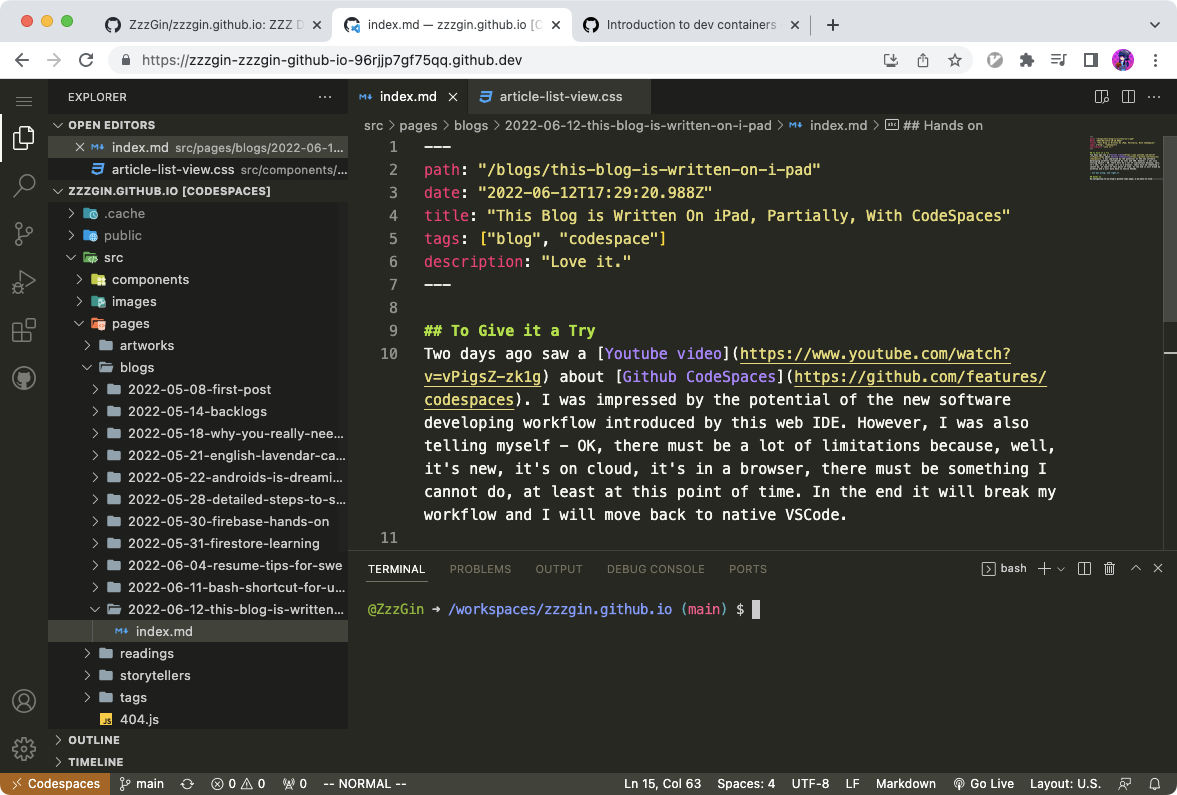 ZzzGin/zzzgin.github.io: ZZZ D
index.md — zzzgin.github.io [C
Introduction to dev containers
https://zzzgin-zzzgin-github-io-96rjjp7gf75qq.github.dev
EXPLORER
OPEN EDITORS
index.md src/pages/blogs/2022-06-1...
article-list-view.css src/components/...
ZZZGIN.GITHUB.IO [CODESPACES]
.cache
public
src
components
images
pages
artworks
blogs
2022-05-08-first-post
2022-05-14-backlogs
2022-05-18-why-you-really-nee...
2022-05-21-english-lavendar-ca...
2022-05-22-androids-is-dreami...
2022-05-28-detailed-steps-to-s...
2022-05-30-firebase-hands-on
2022-05-31-firestore-learning
2022-06-04-resume-tips-for-swe
2022-06-11-bash-shortcut-for-u...
2022-06-12-this-blog-is-written...
index.md
readings
storytellers
tags
JS 404.js
OUTLINE
TIMELINE
index.md
article-list-view.css
src > pages > blogs > 2022-06-12-this-blog-is-written-on-i-pad > index.md > abc ## Hands on
1 ---
2 path: "/blogs/this-blog-is-written-on-i-pad"
3 date: "2022-06-12T17:29:20.988Z"
4 title: "This Blog is Written On iPad, Partially, With CodeSpaces"
5 tags: ["blog", "codespace"]
6 description: "Love it."
7 ---
8
9 ## To Give it a Try
10 Two days ago saw a [Youtube video](https://www.youtube.com/watch?
v=vPigsZ-zk1g) about [Github CodeSpaces](https://github.com/features/
codespaces). I was impressed by the potential of the new software
developing workflow introduced by this web IDE. However, I was also
telling myself - OK, there must be a lot of limitations because, well,
it's new, it's on cloud, it's in a browser, there must be something I
cannot do, at least at this point of time. In the end it will break my
workflow and I will move back to native VSCode.
11
TERMINAL PROBLEMS OUTPUT DEBUG CONSOLE PORTS
bash
@ZzzGin ➜ /workspaces/zzzgin.github.io (main) $
Codespaces main 0 0 0 -- NORMAL -- Ln 15, Col 63 Spaces: 4 UTF-8 LF Markdown Go Live Layout: U.S.